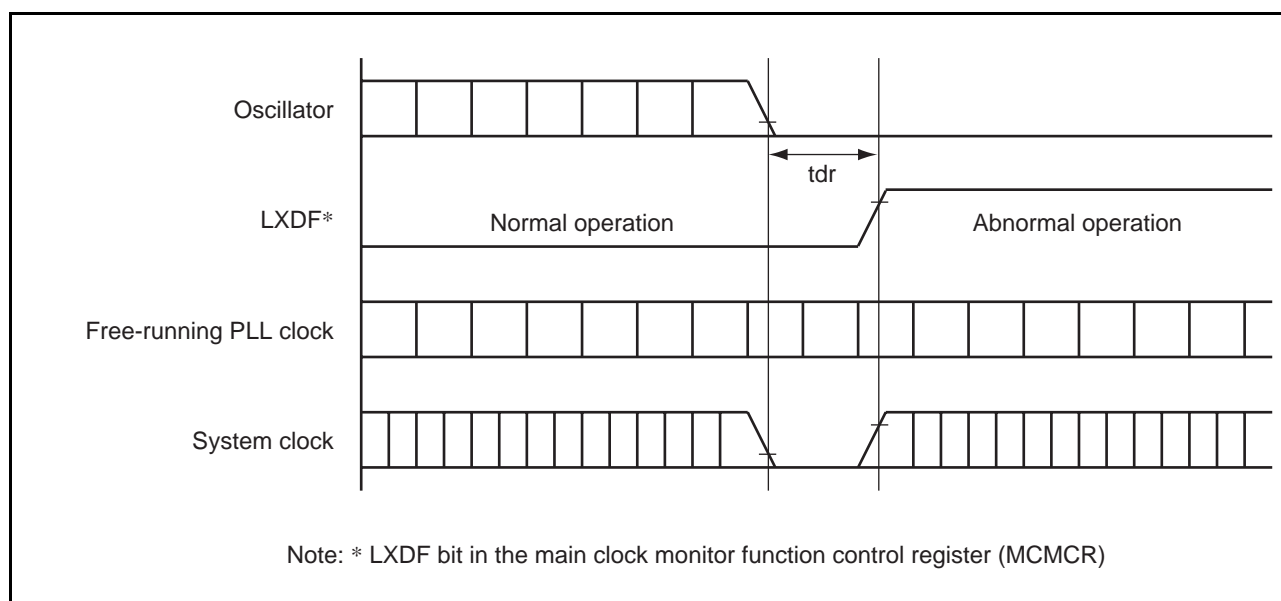 Oscillator
tdr
LXDF*
Normal operation
Abnormal operation
Free-running PLL clock
System clock
Note: * LXDF bit in the main clock monitor function control register (MCMCR)